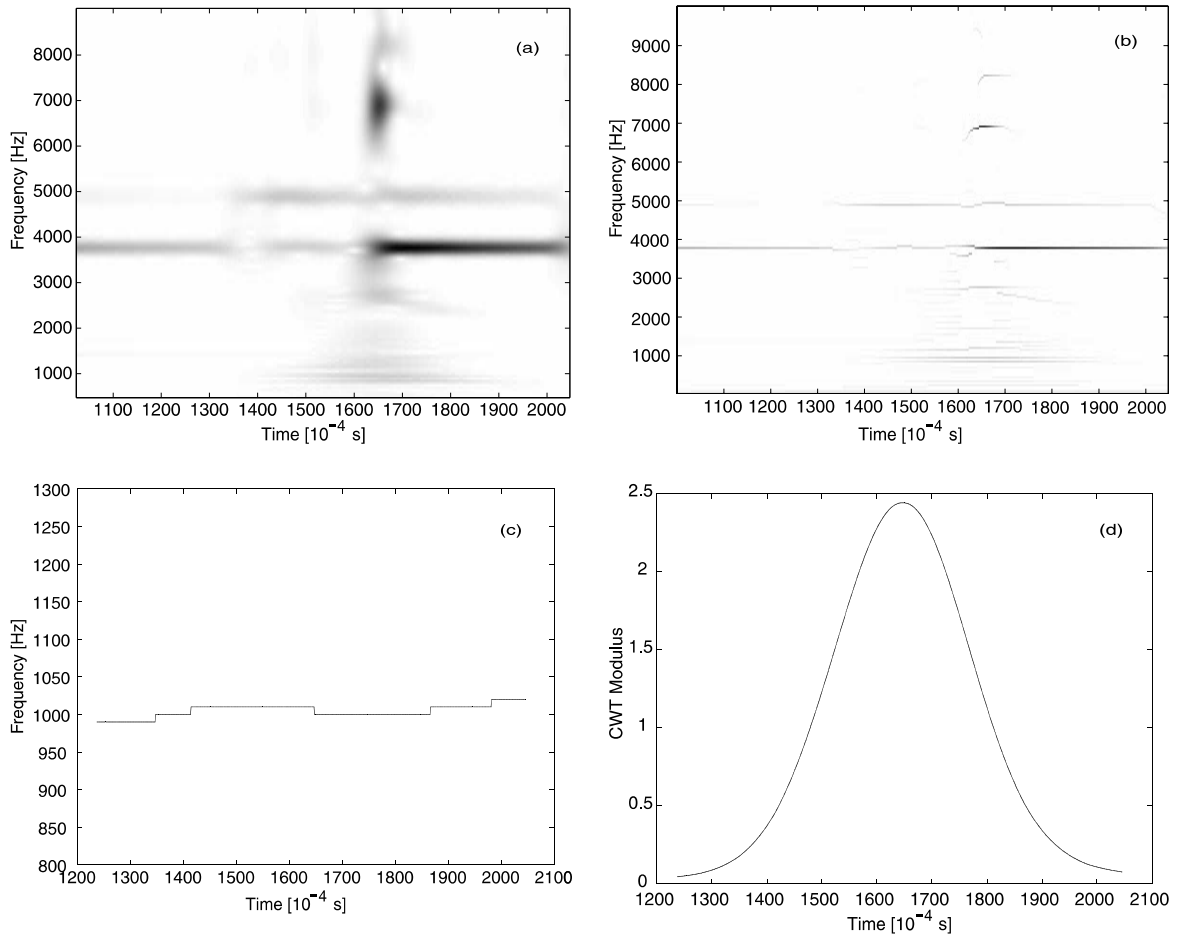 (a)
Frequency [Hz]
8000
7000
6000
5000
4000
3000
2000
1000
1100 1200 1300 1400 1500 1600 1700 1800 1900 2000
Time [10⁻⁴ s]
(b)
Frequency [Hz]
9000
8000
7000
6000
5000
4000
3000
2000
1000
1100 1200 1300 1400 1500 1600 1700 1800 1900 2000
Time [10⁻⁴ s]
(c)
Frequency [Hz]
1300
1250
1200
1150
1100
1050
1000
950
900
850
800
1200 1300 1400 1500 1600 1700 1800 1900 2000 2100
Time [10⁻⁴ s]
(d)
CWT Modulus
2.5
2
1.5
1
0.5
0
1200 1300 1400 1500 1600 1700 1800 1900 2000 2100
Time [10⁻⁴ s]